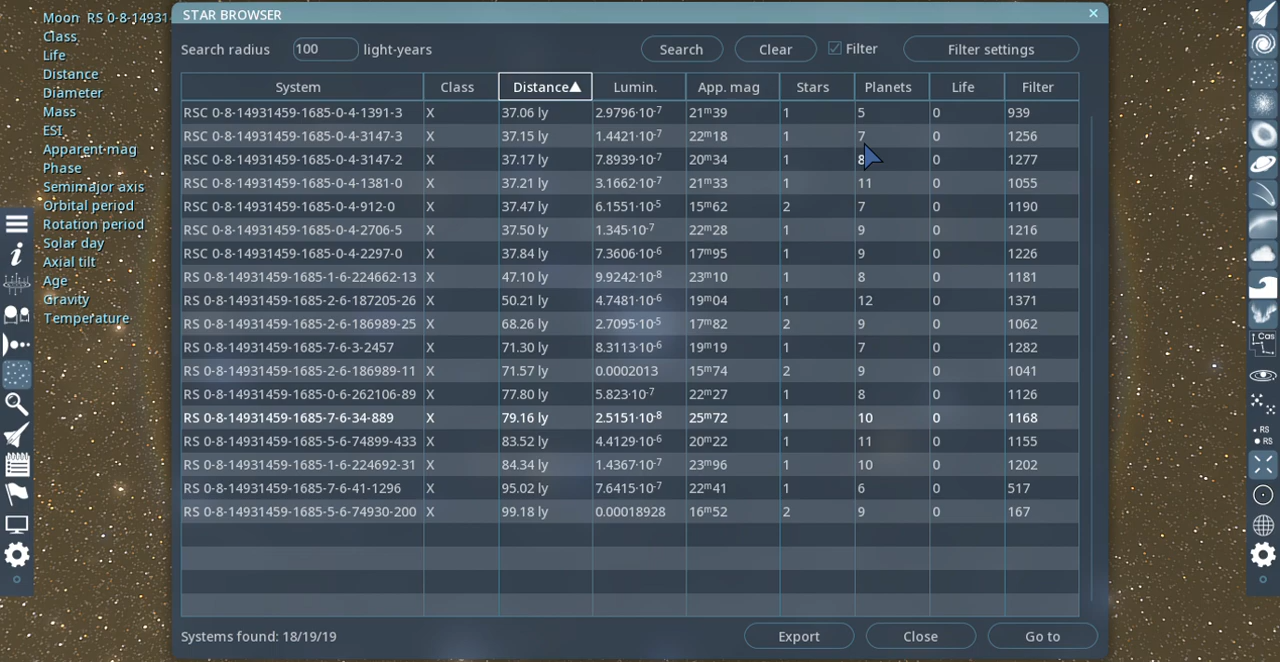 Moon RS 0-8-14931
Class
Life
Distance
Diameter
Mass
ESI
Apparent mag
Phase
Semimajor axis
Orbital period
Rotation period
Solar day
Axial tilt
Age
Gravity
Temperature
STAR BROWSER
Search radius 100 light-years Search Clear Filter Filter settings
System Class Distance▲ Lumin. App. mag Stars Planets Life Filter
RSC 0-8-14931459-1685-0-4-1391-3 X 37.06 ly 2.9796·10⁻⁷ 21ᵐ39 1 5 0 939
RSC 0-8-14931459-1685-0-4-3147-3 X 37.15 ly 1.4421·10⁻⁷ 22ᵐ18 1 7 0 1256
RSC 0-8-14931459-1685-0-4-3147-2 X 37.17 ly 7.8939·10⁻⁷ 20ᵐ34 1 8 0 1277
RSC 0-8-14931459-1685-0-4-1381-0 X 37.21 ly 3.1662·10⁻⁷ 21ᵐ33 1 11 0 1055
RSC 0-8-14931459-1685-0-4-912-0 X 37.47 ly 6.1551·10⁻⁵ 15ᵐ62 2 7 0 1190
RSC 0-8-14931459-1685-0-4-2706-5 X 37.50 ly 1.345·10⁻⁷ 22ᵐ28 1 9 0 1216
RSC 0-8-14931459-1685-0-4-2297-0 X 37.84 ly 7.3606·10⁻⁶ 17ᵐ95 1 9 0 1226
RS 0-8-14931459-1685-1-6-224662-13 X 47.10 ly 9.9242·10⁻⁸ 23ᵐ10 1 8 0 1181
RS 0-8-14931459-1685-2-6-187205-26 X 50.21 ly 4.7481·10⁻⁶ 19ᵐ04 1 12 0 1371
RS 0-8-14931459-1685-2-6-186989-25 X 68.26 ly 2.7095·10⁻⁵ 17ᵐ82 2 9 0 1062
RS 0-8-14931459-1685-7-6-3-2457 X 71.30 ly 8.3113·10⁻⁶ 19ᵐ19 1 7 0 1282
RS 0-8-14931459-1685-2-6-186989-11 X 71.57 ly 0.0002013 15ᵐ74 2 9 0 1041
RS 0-8-14931459-1685-0-6-262106-89 X 77.80 ly 5.823·10⁻⁷ 22ᵐ27 1 8 0 1126
RS 0-8-14931459-1685-7-6-34-889 X 79.16 ly 2.5151·10⁻⁸ 25ᵐ72 1 10 0 1168
RS 0-8-14931459-1685-5-6-74899-433 X 83.52 ly 4.4129·10⁻⁶ 20ᵐ22 1 11 0 1155
RS 0-8-14931459-1685-1-6-224692-31 X 84.34 ly 1.4367·10⁻⁷ 23ᵐ96 1 10 0 1202
RS 0-8-14931459-1685-7-6-41-1296 X 95.02 ly 7.6415·10⁻⁷ 22ᵐ41 1 6 0 517
RS 0-8-14931459-1685-5-6-74930-200 X 99.18 ly 0.00018928 16ᵐ52 2 9 0 167
Systems found: 18/19/19 Export Close Go to
Cas
RS
RS